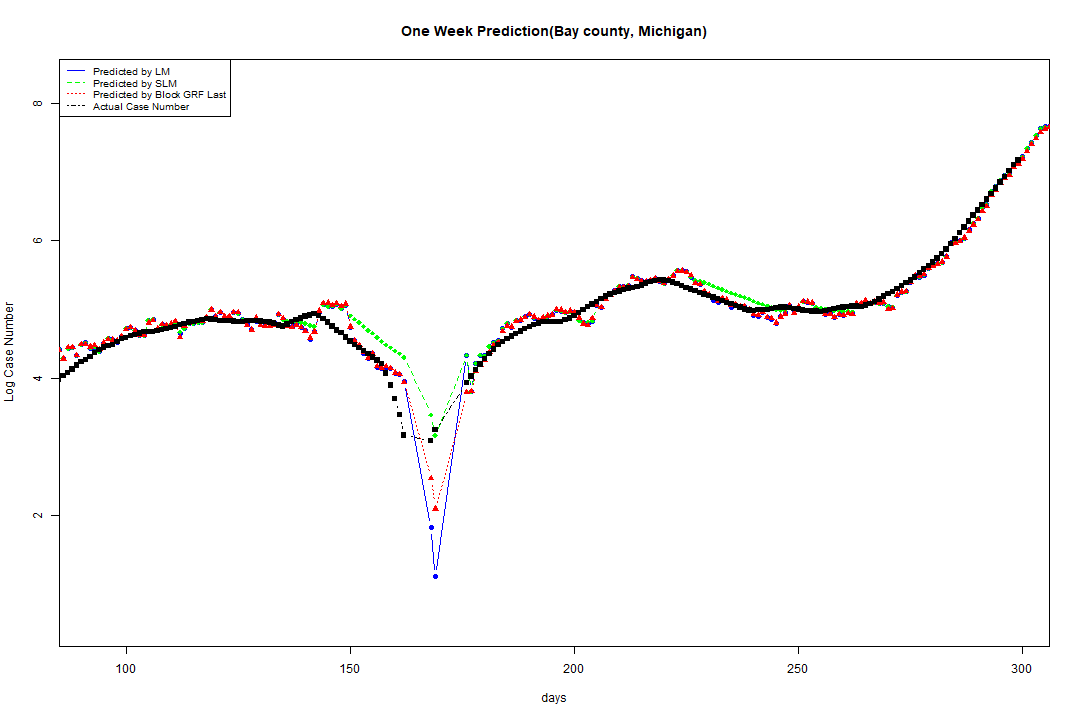 One Week Prediction(Bay county, Michigan)
Predicted by LM
Predicted by SLM
Predicted by Block GRF Last
Actual Case Number
8
6
4
2
Log Case Number
100 150 200 250 300
days